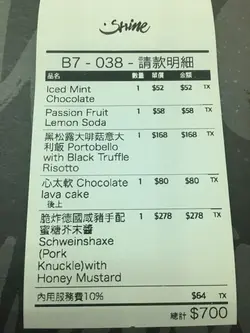 Shine
B7 - 038 - 請款明細
品名 數量 單價 金額
Iced Mint 1 $52 $52 TX
Chocolate
Passion Fruit 1 $58 $58 TX
Lemon Soda
黑松露大啡菇意大 1 $168 $168 TX
利飯 Portobello
with Black Truffle
Risotto
心太軟 Chocolate 1 $80 $80 TX
lava cake
後上
脆炸德國咸豬手配 1 $278 $278 TX
蜜糖芥末醬
Schweinshaxe
(Pork
Knuckle)with
Honey Mustard
內用服務費10% $64 TX
總計 $700